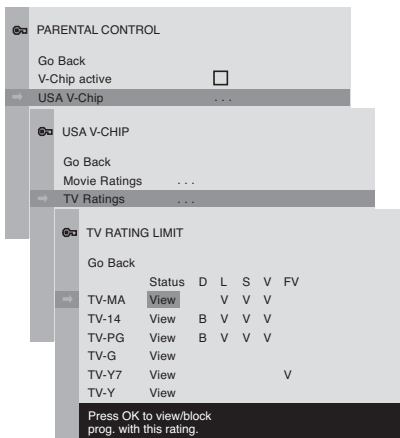 PARENTAL CONTROL
Go Back
V-Chip active
USA V-Chip ...
USA V-CHIP
Go Back
Movie Ratings ...
TV Ratings ...
TV RATING LIMIT
Go Back
Status D L S V FV
TV-MA View V V V
TV-14 View B V V V
TV-PG View B V V V
TV-G View
TV-Y7 View V
TV-Y View
Press OK to view/block
prog. with this rating.